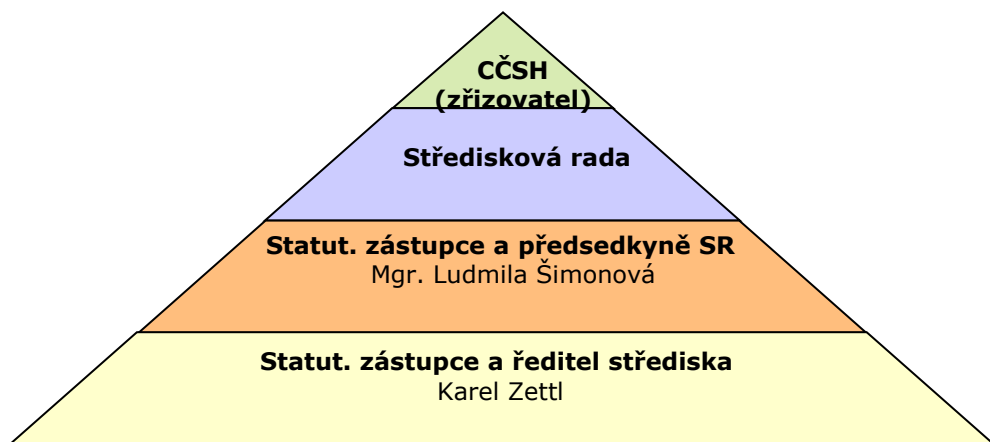 CČSH
(zřizovatel)
Středisková rada
Statut. zástupce a předsedkyně SR
Mgr. Ludmila Šimonová
Statut. zástupce a ředitel střediska
Karel Zettl